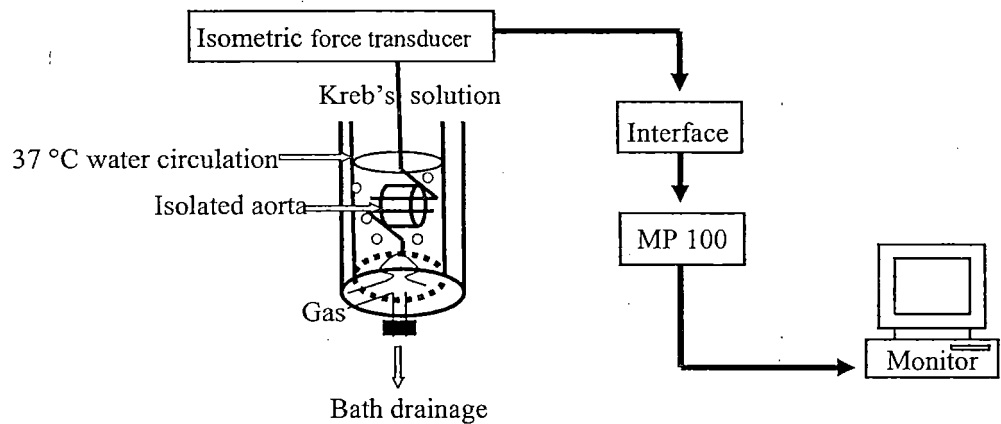 Isometric force transducer
Kreb's solution
Interface
37 °C water circulation
Isolated aorta
MP 100
Gas
Monitor
Bath drainage